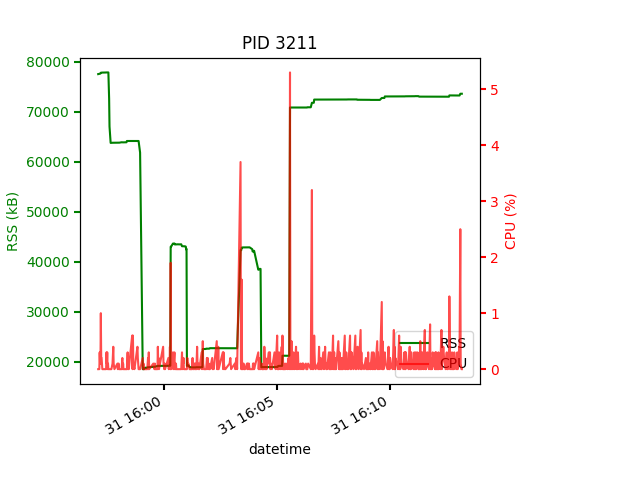 PID 3211
80000
70000
60000
50000
40000
30000
20000
RSS (kB)
5
4
3
2
1
0
CPU (%)
RSS
CPU
31 16:00
31 16:05
31 16:10
datetime